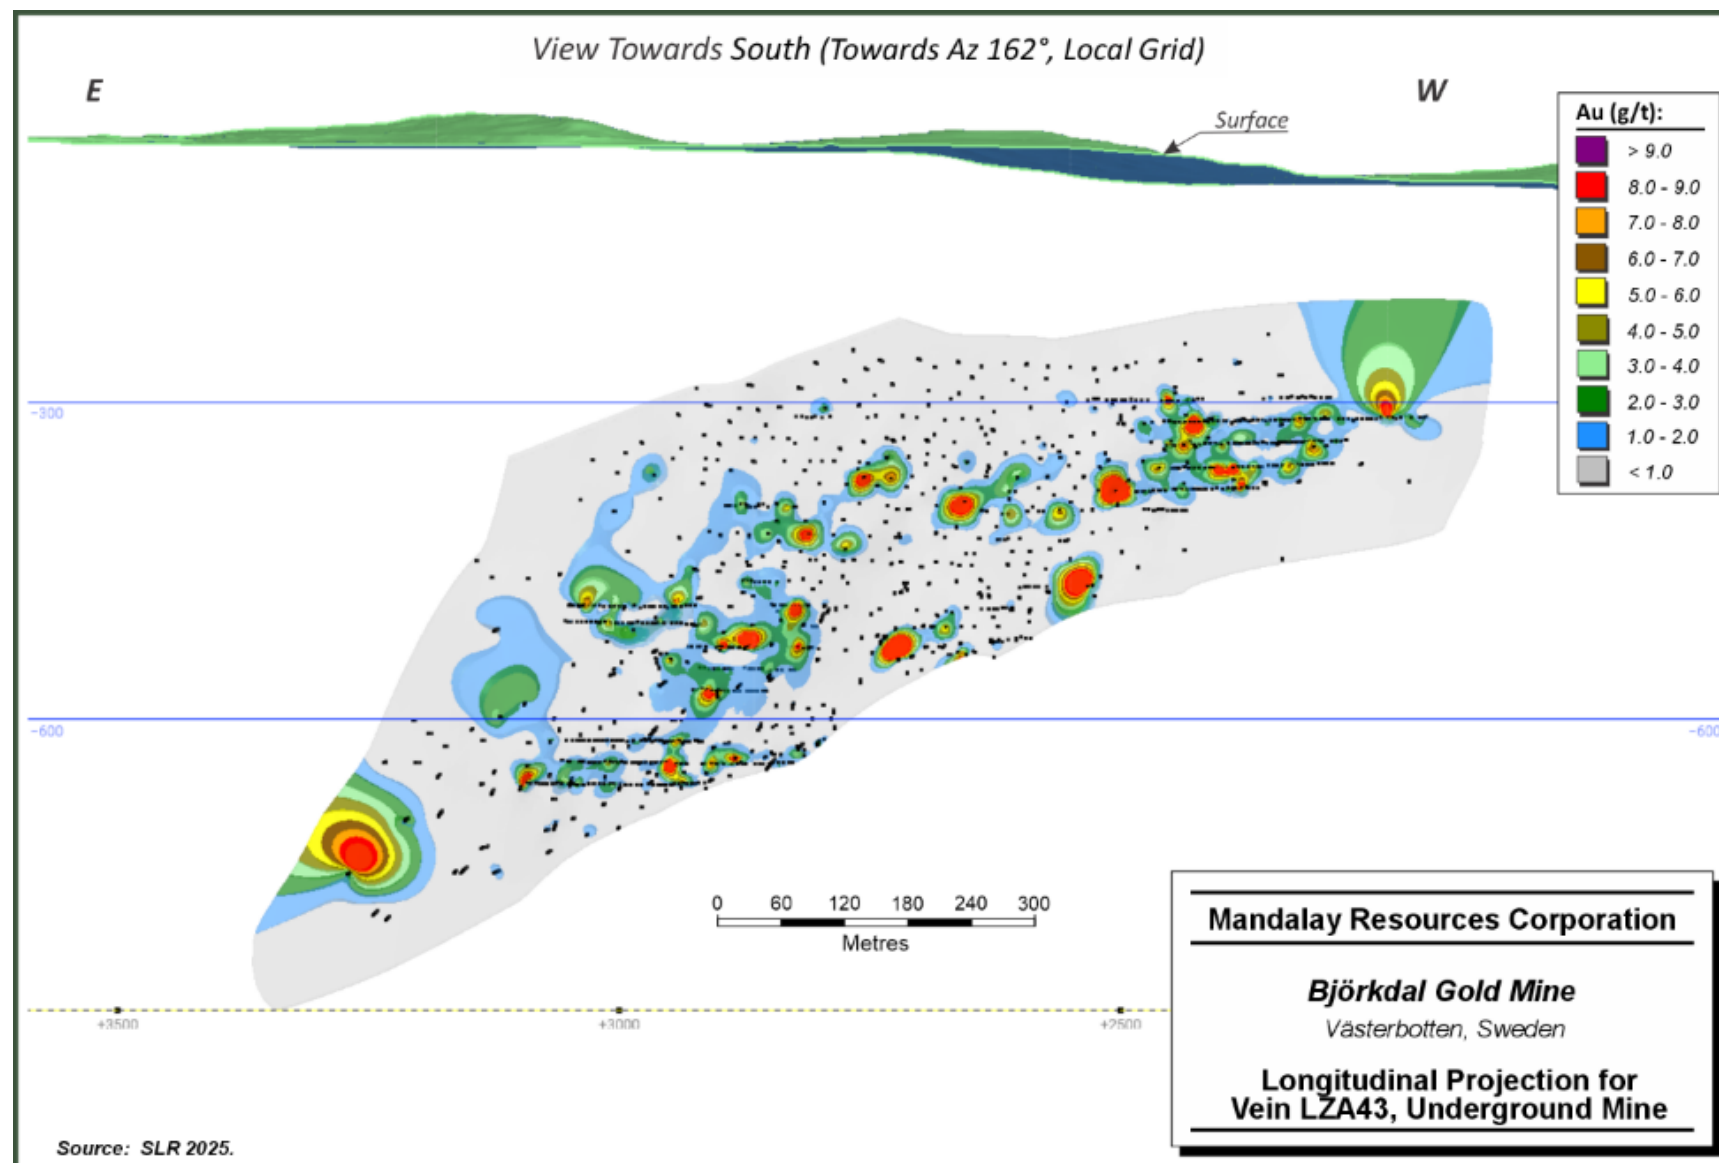 View Towards South (Towards Az 162°, Local Grid)
E
W
Surface
Au (g/t):
> 9.0
8.0 - 9.0
7.0 - 8.0
6.0 - 7.0
5.0 - 6.0
4.0 - 5.0
3.0 - 4.0
2.0 - 3.0
1.0 - 2.0
< 1.0
-300
-600
-600
0 60 120 180 240 300
Metres
+3500 +3000 +2500
Mandalay Resources Corporation
Björkdal Gold Mine
Västerbotten, Sweden
Longitudinal Projection for
Vein LZA43, Underground Mine
Source: SLR 2025.